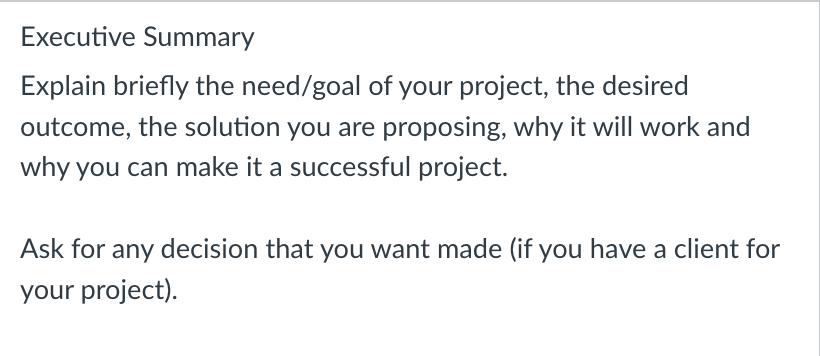 Executive Summary
Explain briefly the need/goal of your project, the desired
outcome, the solution you are proposing, why it will work and
why you can make it a successful project.
Ask for any decision that you want made (if you have a client for
your project).